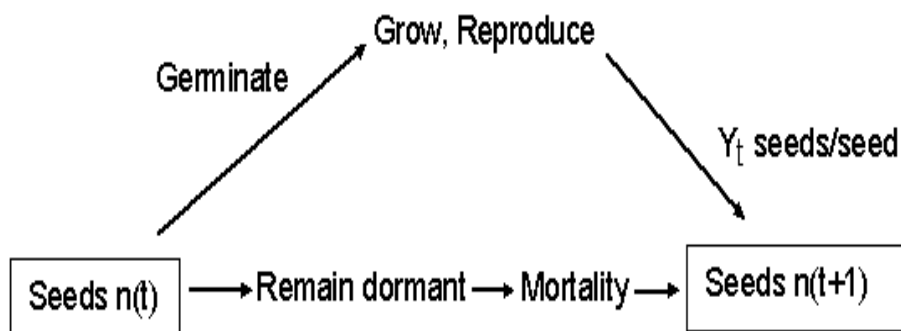 Grow, Reproduce
Germinate
Yt seeds/seed
Seeds n(t)
Remain dormant
Mortality
Seeds n(t+1)